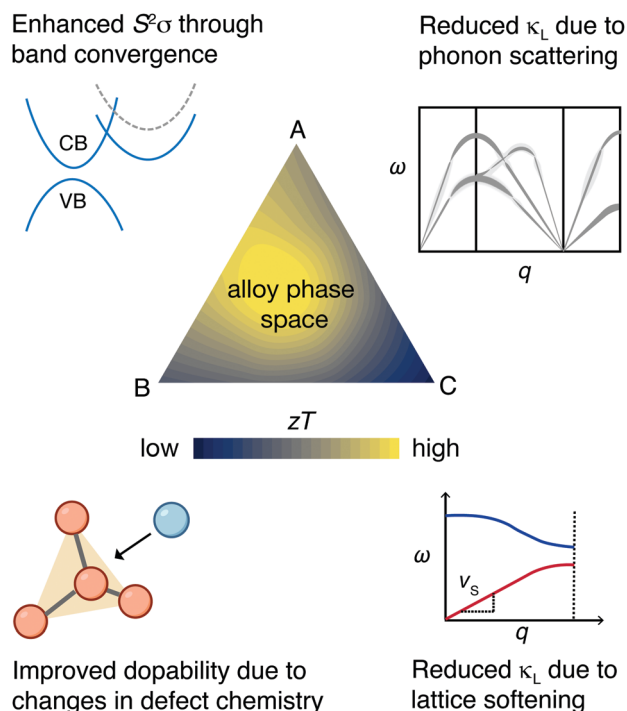 Enhanced S²σ through
band convergence
Reduced κL due to
phonon scattering
CB
VB
A
ω
q
alloy phase
space
B
C
zT
low
high
ω
vS
q
Improved dopability due to
changes in defect chemistry
Reduced κL due to
lattice softening